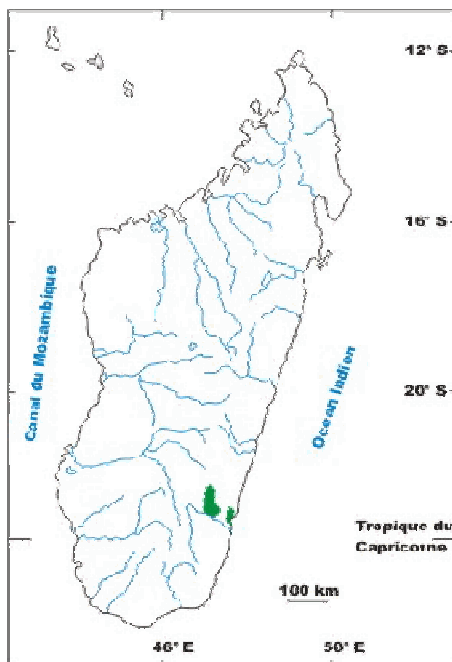 12° S
16° S
Canal du Mozambique
Ocean Indien
20° S
Tropique du
Capricorne
100 km
46° E
50° E